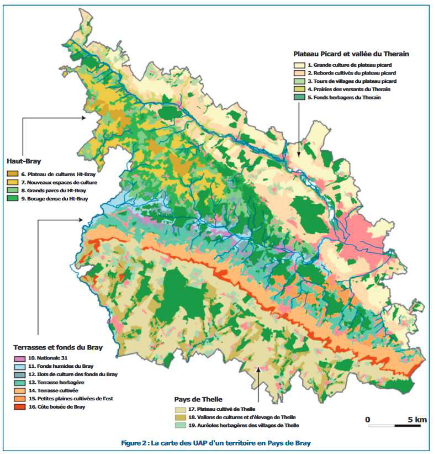 Plateau Picard et vallée du Therain
1. Grande culture de plateau picard
2. Rebords cultivés du plateau picard
3. Tours de villages du plateau picard
4. Prairies des versants du Therain
5. Fonds herbages du Therain
Haut-Bray
6. Plateau de cultures Ht-Bray
7. Nouveaux espaces de culture
8. Grands parcs du Ht-Bray
9. Bocage dense du Ht-Bray
Terrasses et fonds du Bray
10. Nationale 31
11. Fonds humides du Bray
12. Ilots de culture des fonds du Bray
13. Terrasse herbagère
14. Terrasse cultivée
15. Petites plaines cultivées de l'est
16. Côte boisée du Bray
Pays de Thelle
17. Plateau cultivé de Thelle
18. Vallons de cultures et d'élevage de Thelle
19. Auréoles herbagères des villages de Thelle
0 5 km
Figure 2 : La carte des UAP d'un territoire en Pays de Bray